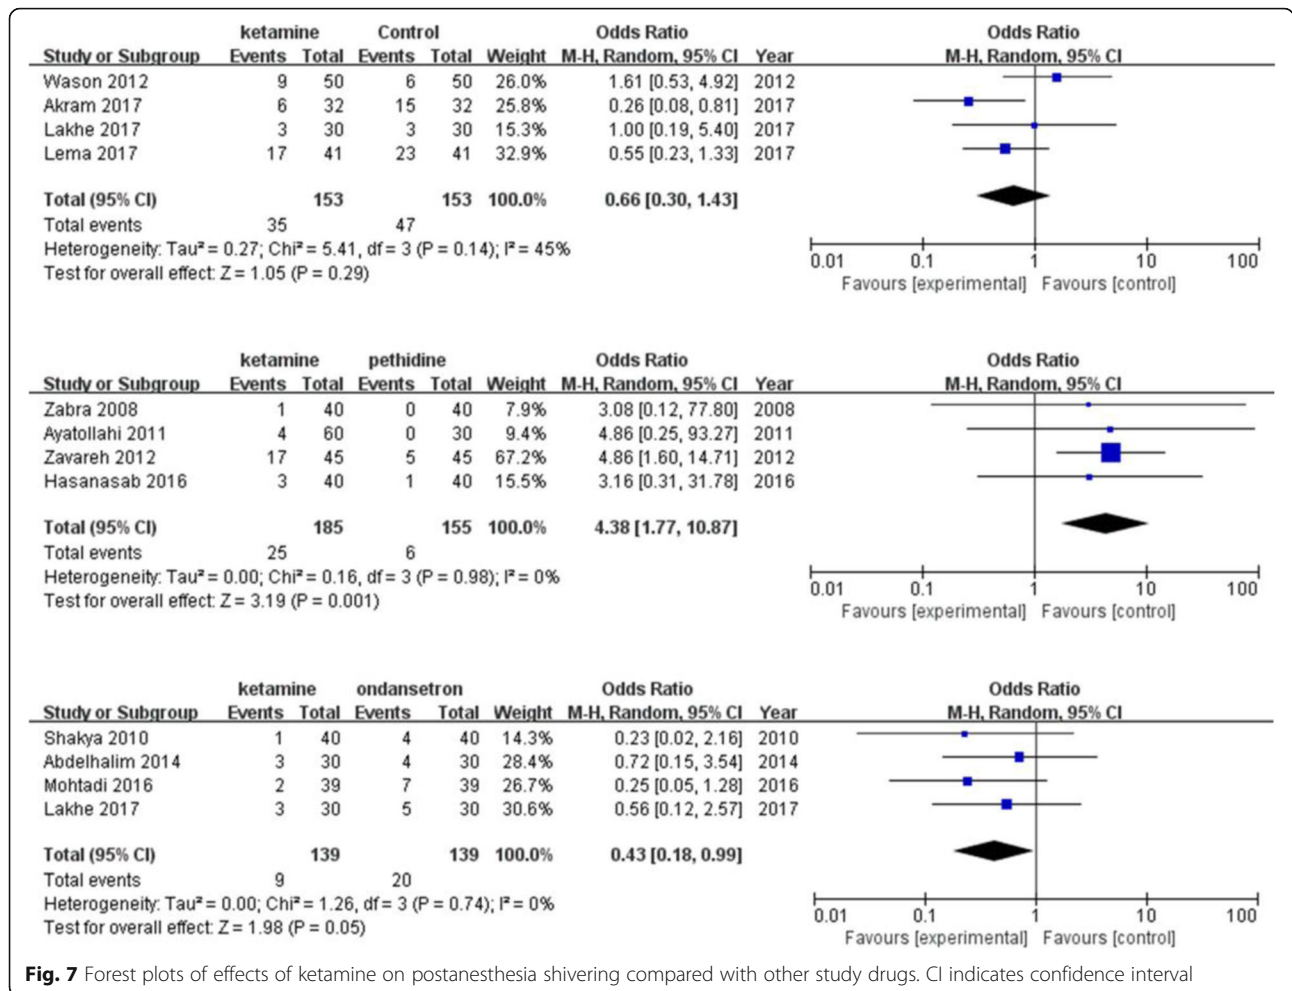 ketamine Control Odds Ratio Odds Ratio
Study or Subgroup Events Total Events Total Weight M-H, Random, 95% CI Year M-H, Random, 95% CI
Wason 2012 9 50 6 50 26.0% 1.61 [0.53, 4.92] 2012
Akram 2017 6 32 15 32 25.8% 0.26 [0.08, 0.81] 2017
Lakhe 2017 3 30 3 30 15.3% 1.00 [0.19, 5.40] 2017
Lema 2017 17 41 23 41 32.9% 0.55 [0.23, 1.33] 2017
Total (95% CI) 153 153 100.0% 0.66 [0.30, 1.43]
Total events 35 47
Heterogeneity: Tau² = 0.27; Chi² = 5.41, df = 3 (P = 0.14); I² = 45%
Test for overall effect: Z = 1.05 (P = 0.29)
0.01 0.1 1 10 100
Favours [experimental] Favours [control]
ketamine pethidine Odds Ratio Odds Ratio
Study or Subgroup Events Total Events Total Weight M-H, Random, 95% CI Year M-H, Random, 95% CI
Zabra 2008 1 40 0 40 7.9% 3.08 [0.12, 77.80] 2008
Ayatollahi 2011 4 60 0 30 9.4% 4.86 [0.25, 93.27] 2011
Zavareh 2012 17 45 5 45 67.2% 4.86 [1.60, 14.71] 2012
Hasanasab 2016 3 40 1 40 15.5% 3.16 [0.31, 31.78] 2016
Total (95% CI) 185 155 100.0% 4.38 [1.77, 10.87]
Total events 25 6
Heterogeneity: Tau² = 0.00; Chi² = 0.16, df = 3 (P = 0.98); I² = 0%
Test for overall effect: Z = 3.19 (P = 0.001)
0.01 0.1 1 10 100
Favours [experimental] Favours [control]
ketamine ondansetron Odds Ratio Odds Ratio
Study or Subgroup Events Total Events Total Weight M-H, Random, 95% CI Year M-H, Random, 95% CI
Shakya 2010 1 40 4 40 14.3% 0.23 [0.02, 2.16] 2010
Abdelhalim 2014 3 30 4 30 28.4% 0.72 [0.15, 3.54] 2014
Mohtadi 2016 2 39 7 39 26.7% 0.25 [0.05, 1.28] 2016
Lakhe 2017 3 30 5 30 30.6% 0.56 [0.12, 2.57] 2017
Total (95% CI) 139 139 100.0% 0.43 [0.18, 0.99]
Total events 9 20
Heterogeneity: Tau² = 0.00; Chi² = 1.26, df = 3 (P = 0.74); I² = 0%
Test for overall effect: Z = 1.98 (P = 0.05)
0.01 0.1 1 10 100
Favours [experimental] Favours [control]
Fig. 7 Forest plots of effects of ketamine on postanesthesia shivering compared with other study drugs. CI indicates confidence interval